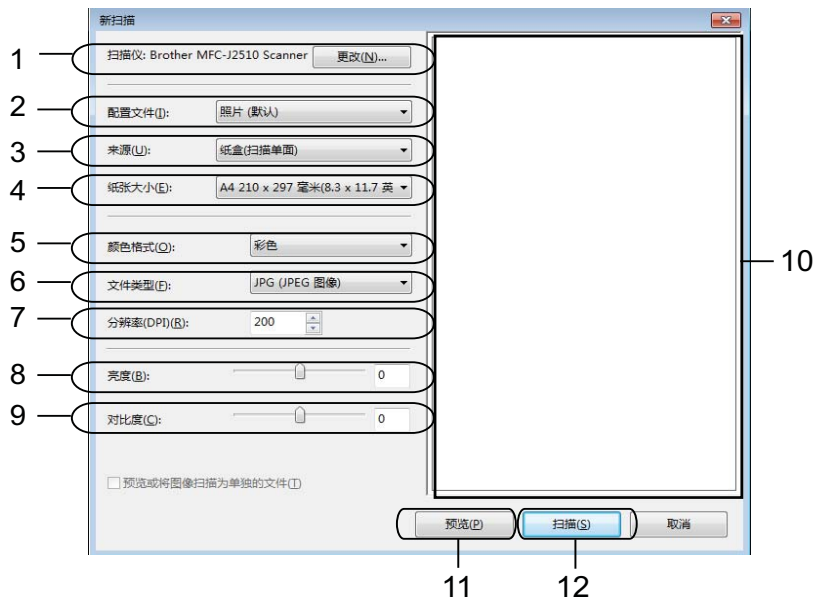 新扫描
1 扫描仪: Brother MFC-J2510 Scanner 更改(N)...
2 配置文件(I): 照片 (默认)
3 来源(U): 纸盒(扫描单面)
4 纸张大小(E): A4 210 x 297 毫米(8.3 x 11.7 英
5 颜色格式(O): 彩色
10
6 文件类型(F): JPG (JPEG 图像)
7 分辨率(DPI)(R): 200
8 亮度(B): 0
9 对比度(C): 0
预览或将图像扫描为单独的文件(T)
预览(P) 扫描(S) 取消
11 12